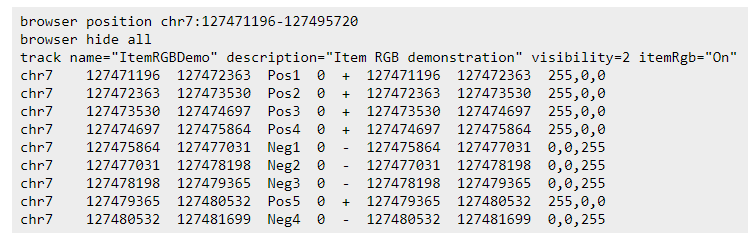 browser position chr7:127471196-127495720
browser hide all
track name="ItemRGBDemo" description="Item RGB demonstration" visibility=2 itemRgb="On"
chr7    127471196  127472363  Pos1  0  +  127471196  127472363  255,0,0
chr7    127472363  127473530  Pos2  0  +  127472363  127473530  255,0,0
chr7    127473530  127474697  Pos3  0  +  127473530  127474697  255,0,0
chr7    127474697  127475864  Pos4  0  +  127474697  127475864  255,0,0
chr7    127475864  127477031  Neg1  0  -  127475864  127477031  0,0,255
chr7    127477031  127478198  Neg2  0  -  127477031  127478198  0,0,255
chr7    127478198  127479365  Neg3  0  -  127478198  127479365  0,0,255
chr7    127479365  127480532  Pos5  0  +  127479365  127480532  255,0,0
chr7    127480532  127481699  Neg4  0  -  127480532  127481699  0,0,255